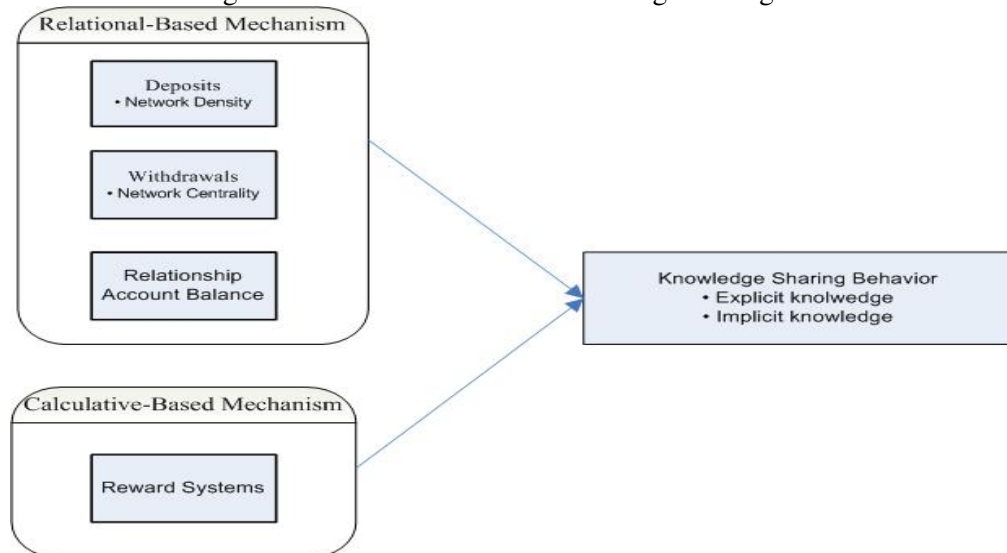 Relational-Based Mechanism
Deposits
• Network Density
Withdrawals
• Network Centrality
Relationship
Account Balance
Knowledge Sharing Behavior
• Explicit knolwedge
• Implicit knowledge
Calculative-Based Mechanism
Reward Systems